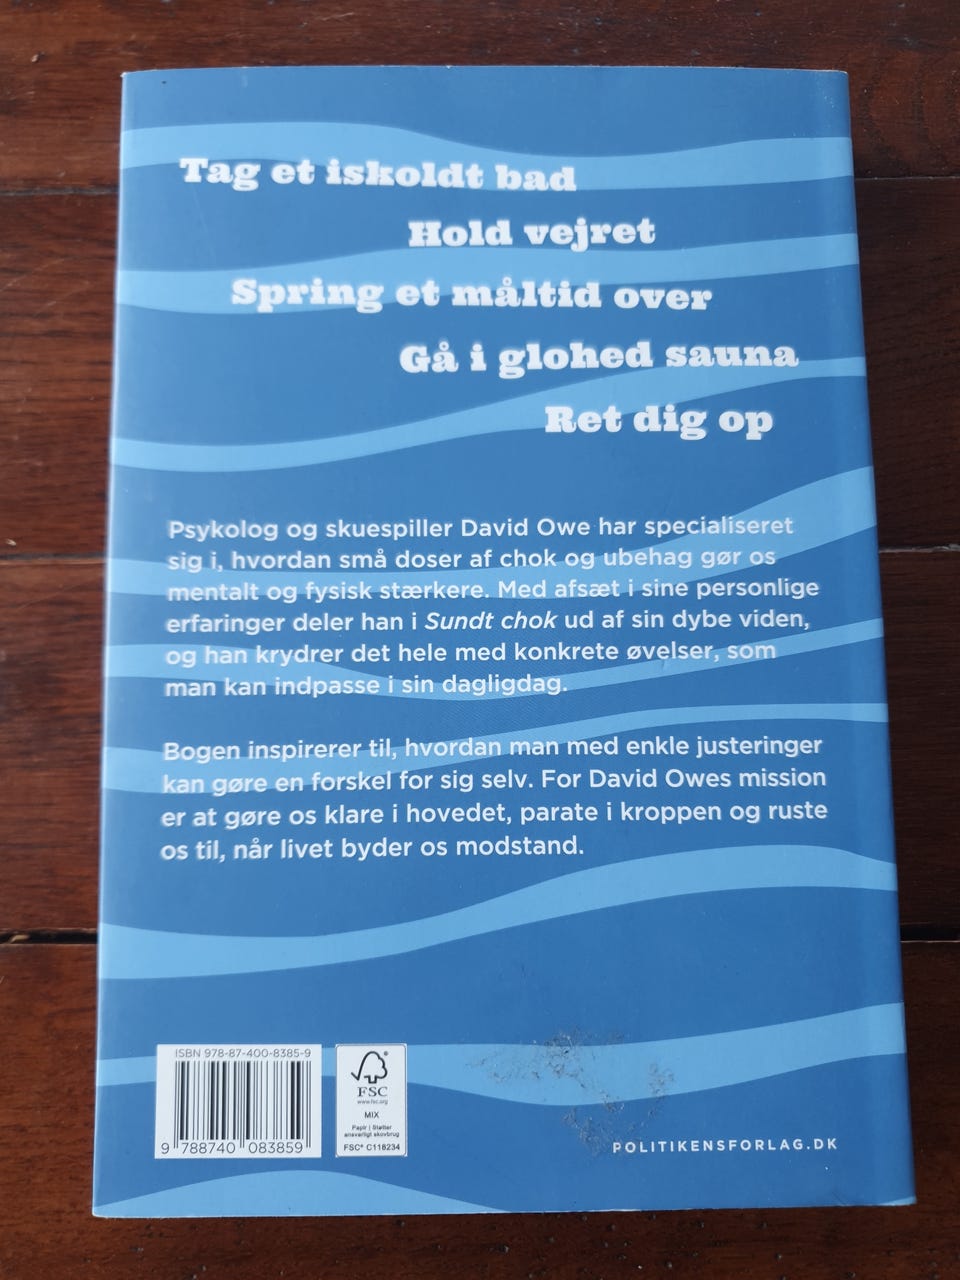 Tag et iskoldt bad
Hold vejret
Spring et måltid over
Gå i glohed sauna
Ret dig op
Psykolog og skuespiller David Owe har specialiseret
sig i, hvordan små doser af chok og ubehag gør os
mentalt og fysisk stærkere. Med afsæt i sine personlige
erfaringer deler han i Sundt chok ud af sin dybe viden,
og han krydrer det hele med konkrete øvelser, som
man kan indpasse i sin dagligdag.
Bogen inspirerer til, hvordan man med enkle justeringer
kan gøre en forskel for sig selv. For David Owes mission
er at gøre os klare i hovedet, parate i kroppen og ruste
os til, når livet byder os modstand.
ISBN 978-87-400-8385-9
9 788740 083859
FSC
www.fsc.org
MIX
Papir | Støtter
ansvarligt skovbrug
FSC® C118234
POLITIKENSFORLAG.DK